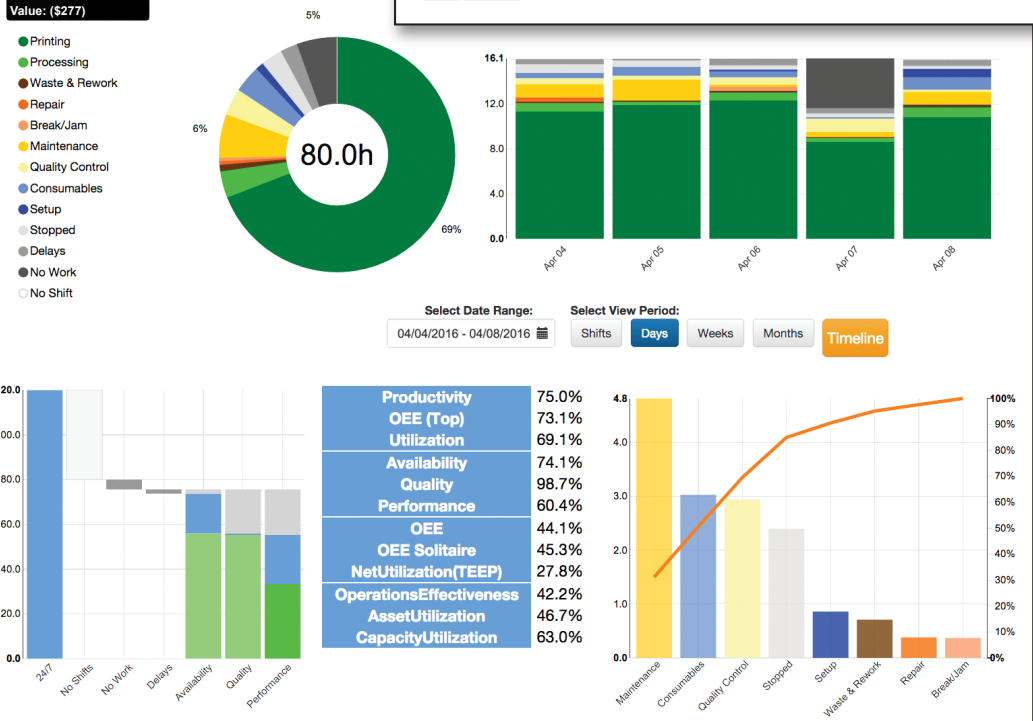 Value: ($277)
Printing
Processing
Waste & Rework
Repair
Break/Jam
Maintenance
Quality Control
Consumables
Setup
Stopped
Delays
No Work
No Shift
5%
6%
80.0h
69%
16.1
12.0
8.0
4.0
0.0
Apr 04
Apr 05
Apr 06
Apr 07
Apr 08
Select Date Range:
04/04/2016 - 04/08/2016
Select View Period:
Shifts
Days
Weeks
Months
Timeline
20.0
00.0
80.0
60.0
40.0
20.0
0.0
24/7
No Shifts
No Work
Delays
Availability
Quality
Performance
Productivity 75.0%
OEE (Top) 73.1%
Utilization 69.1%
Availability 74.1%
Quality 98.7%
Performance 60.4%
OEE 44.1%
OEE Solitaire 45.3%
NetUtilization(TEEP) 27.8%
OperationsEffectiveness 42.2%
AssetUtilization 46.7%
CapacityUtilization 63.0%
4.8
4.0
3.0
2.0
1.0
0.0
100%
90%
80%
70%
60%
50%
40%
30%
20%
10%
0%
Maintenance
Consumables
Quality Control
Stopped
Setup
Waste & Rework
Repair
Break/Jam